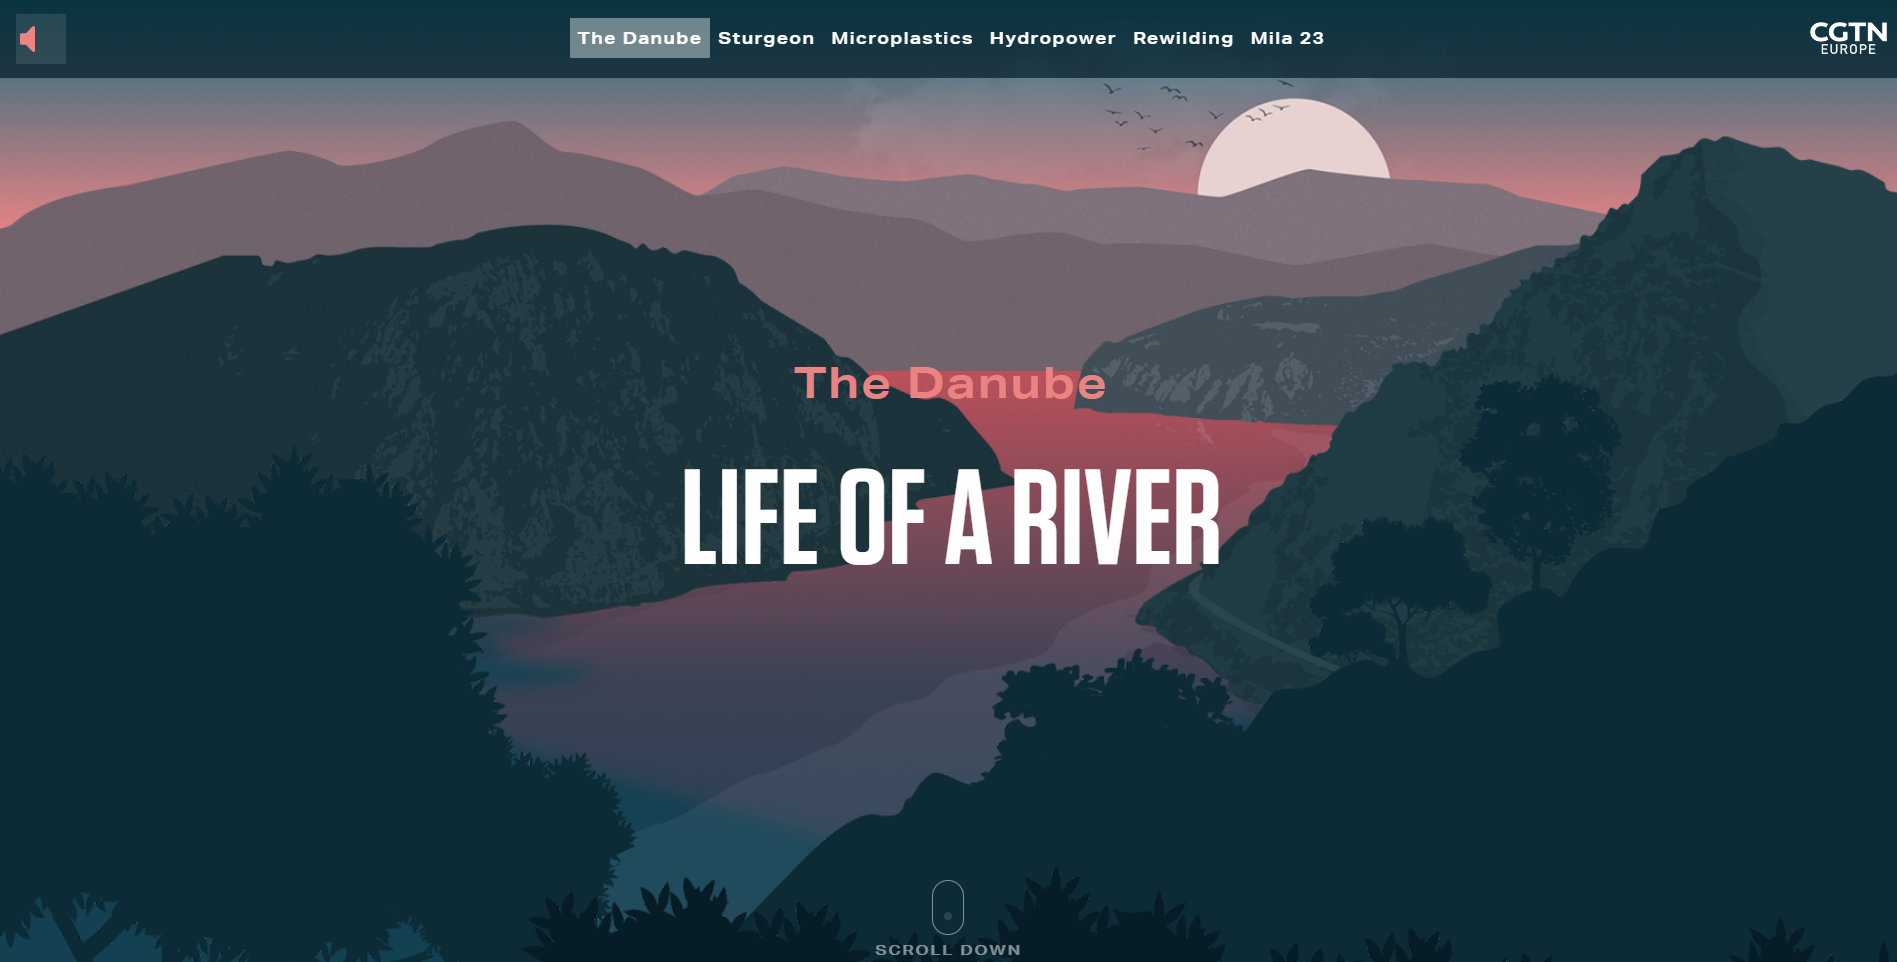 The Danube Sturgeon Microplastics Hydropower Rewilding Mila 23
CGTN
EUROPE
The Danube
LIFE OF A RIVER
SCROLL DOWN